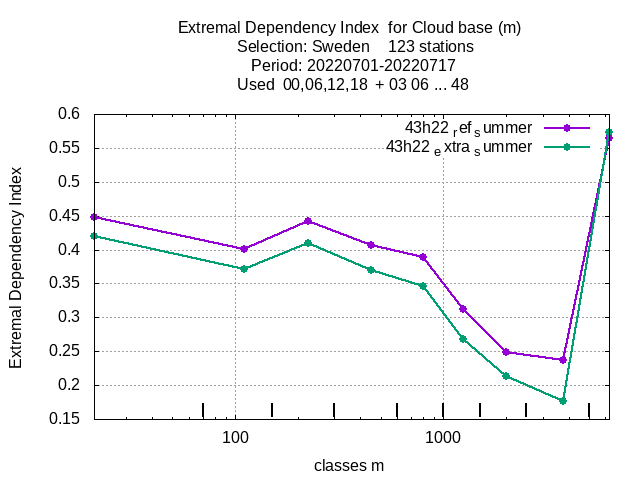 Extremal Dependency Index  for Cloud base (m)
Selection: Sweden    123 stations
Period: 20220701-20220717
Used  00,06,12,18  + 03 06 ... 48
43h22 ref summer
43h22 extra summer
Extremal Dependency Index
0.6
0.55
0.5
0.45
0.4
0.35
0.3
0.25
0.2
0.15
100
1000
classes m